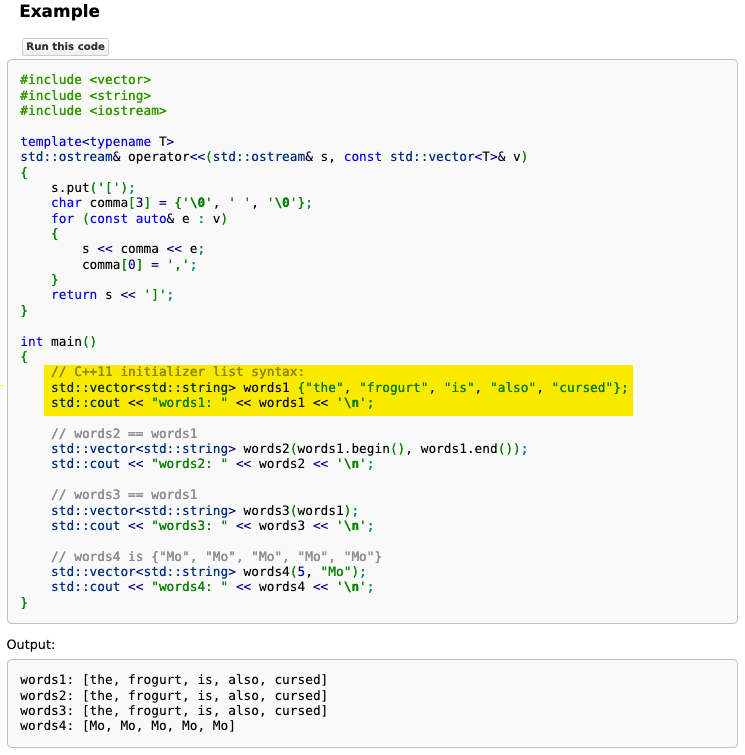 Example
Run this code
#include <vector>
#include <string>
#include <iostream>
template<typename T>
std::ostream& operator<<(std::ostream& s, const std::vector<T>& v)
{
    s.put('[');
    char comma[3] = {'\0', ' ', '\0'};
    for (const auto& e : v)
    {
        s << comma << e;
        comma[0] = ',';
    }
    return s << ']';
}
int main()
{
    // C++11 initializer list syntax:
    std::vector<std::string> words1 {"the", "frogurt", "is", "also", "cursed"};
    std::cout << "words1: " << words1 << '\n';
    // words2 == words1
    std::vector<std::string> words2(words1.begin(), words1.end());
    std::cout << "words2: " << words2 << '\n';
    // words3 == words1
    std::vector<std::string> words3(words1);
    std::cout << "words3: " << words3 << '\n';
    // words4 is {"Mo", "Mo", "Mo", "Mo", "Mo"}
    std::vector<std::string> words4(5, "Mo");
    std::cout << "words4: " << words4 << '\n';
}
Output:
words1: [the, frogurt, is, also, cursed]
words2: [the, frogurt, is, also, cursed]
words3: [the, frogurt, is, also, cursed]
words4: [Mo, Mo, Mo, Mo, Mo]